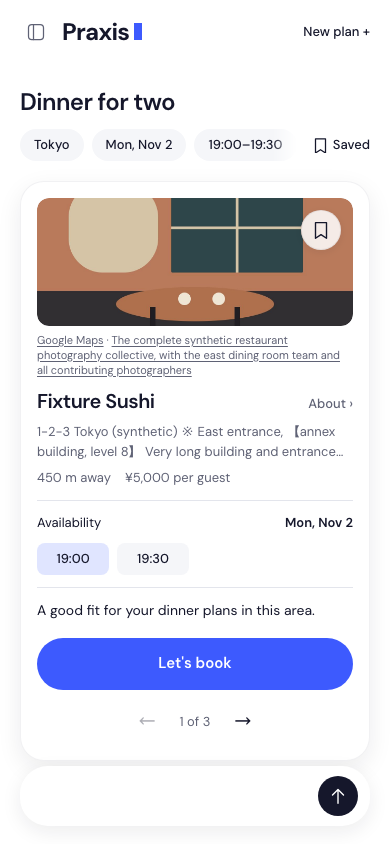 Praxis
New plan +
Dinner for two
Tokyo
Mon, Nov 2
19:00–19:30
Saved
Google Maps · The complete synthetic restaurant
photography collective, with the east dining room team and
all contributing photographers
Fixture Sushi
About ›
1-2-3 Tokyo (synthetic) ※ East entrance, 【annex
building, level 8】 Very long building and entrance…
450 m away ¥5,000 per guest
Availability
Mon, Nov 2
19:00
19:30
A good fit for your dinner plans in this area.
Let's book
← 1 of 3 →